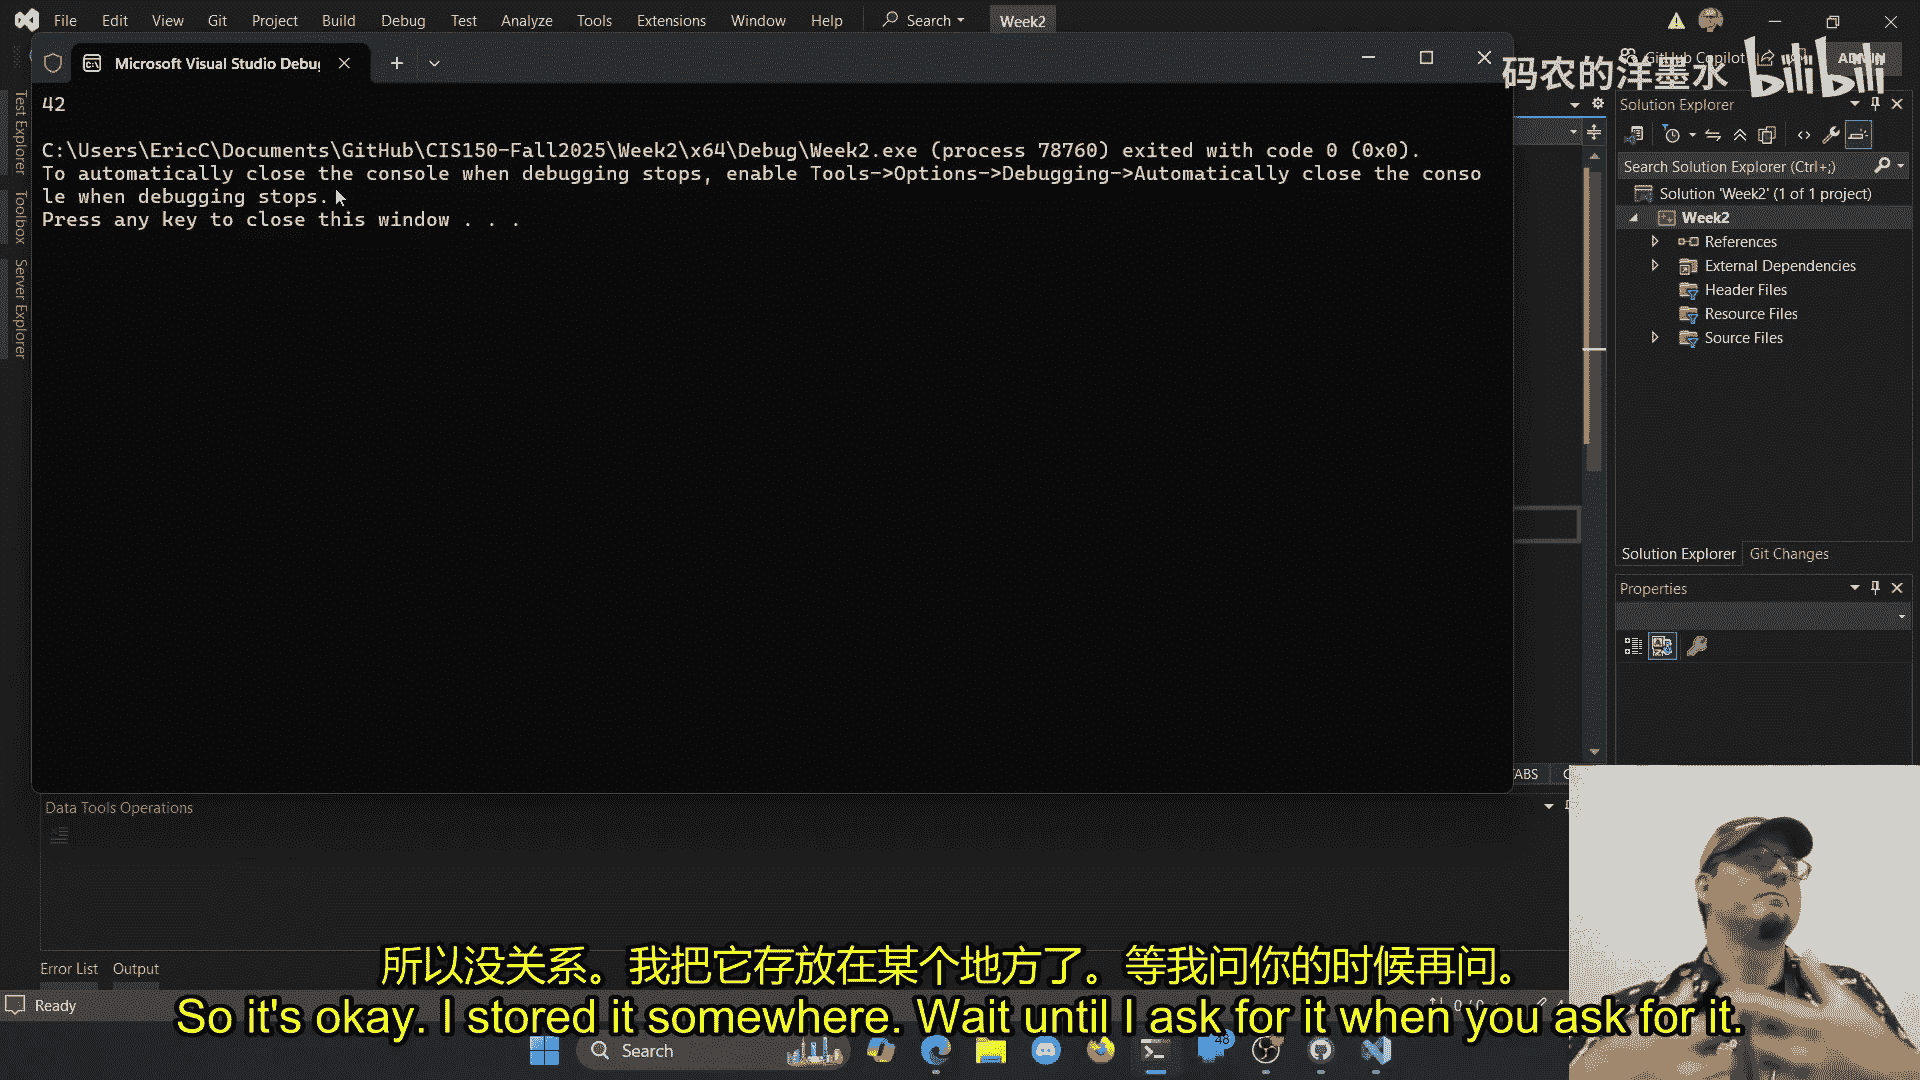 File Edit View Git Project Build Debug Test Analyze Tools Extensions Window Help Search Week2
Microsoft Visual Studio Debu
GitHub Copilot
码农的洋墨水 bilibili
42
C:\Users\EricC\Documents\GitHub\CIS150-Fall2025\Week2\x64\Debug\Week2.exe (process 78760) exited with code 0 (0x0).
To automatically close the console when debugging stops, enable Tools->Options->Debugging->Automatically close the conso
le when debugging stops.
Press any key to close this window . . .
Test Explorer
Toolbox
Server Explorer
Solution Explorer
Search Solution Explorer (Ctrl+;)
Solution 'Week2' (1 of 1 project)
Week2
References
External Dependencies
Header Files
Resource Files
Source Files
Solution Explorer Git Changes
Properties
TABS
Data Tools Operations
Error List Output
Ready
所以没关系。我把它存放在某个地方了。等我问你的时候再问。
So it's okay. I stored it somewhere. Wait until I ask for it when you ask for it.
Search
48